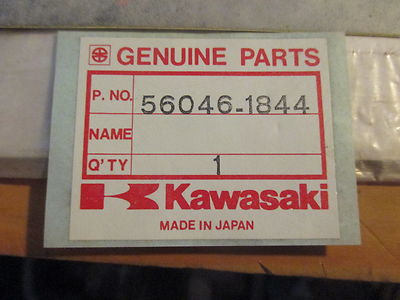 GENUINE PARTS
P. NO. 56046-1844
NAME
Q'TY 1
Kawasaki
MADE IN JAPAN